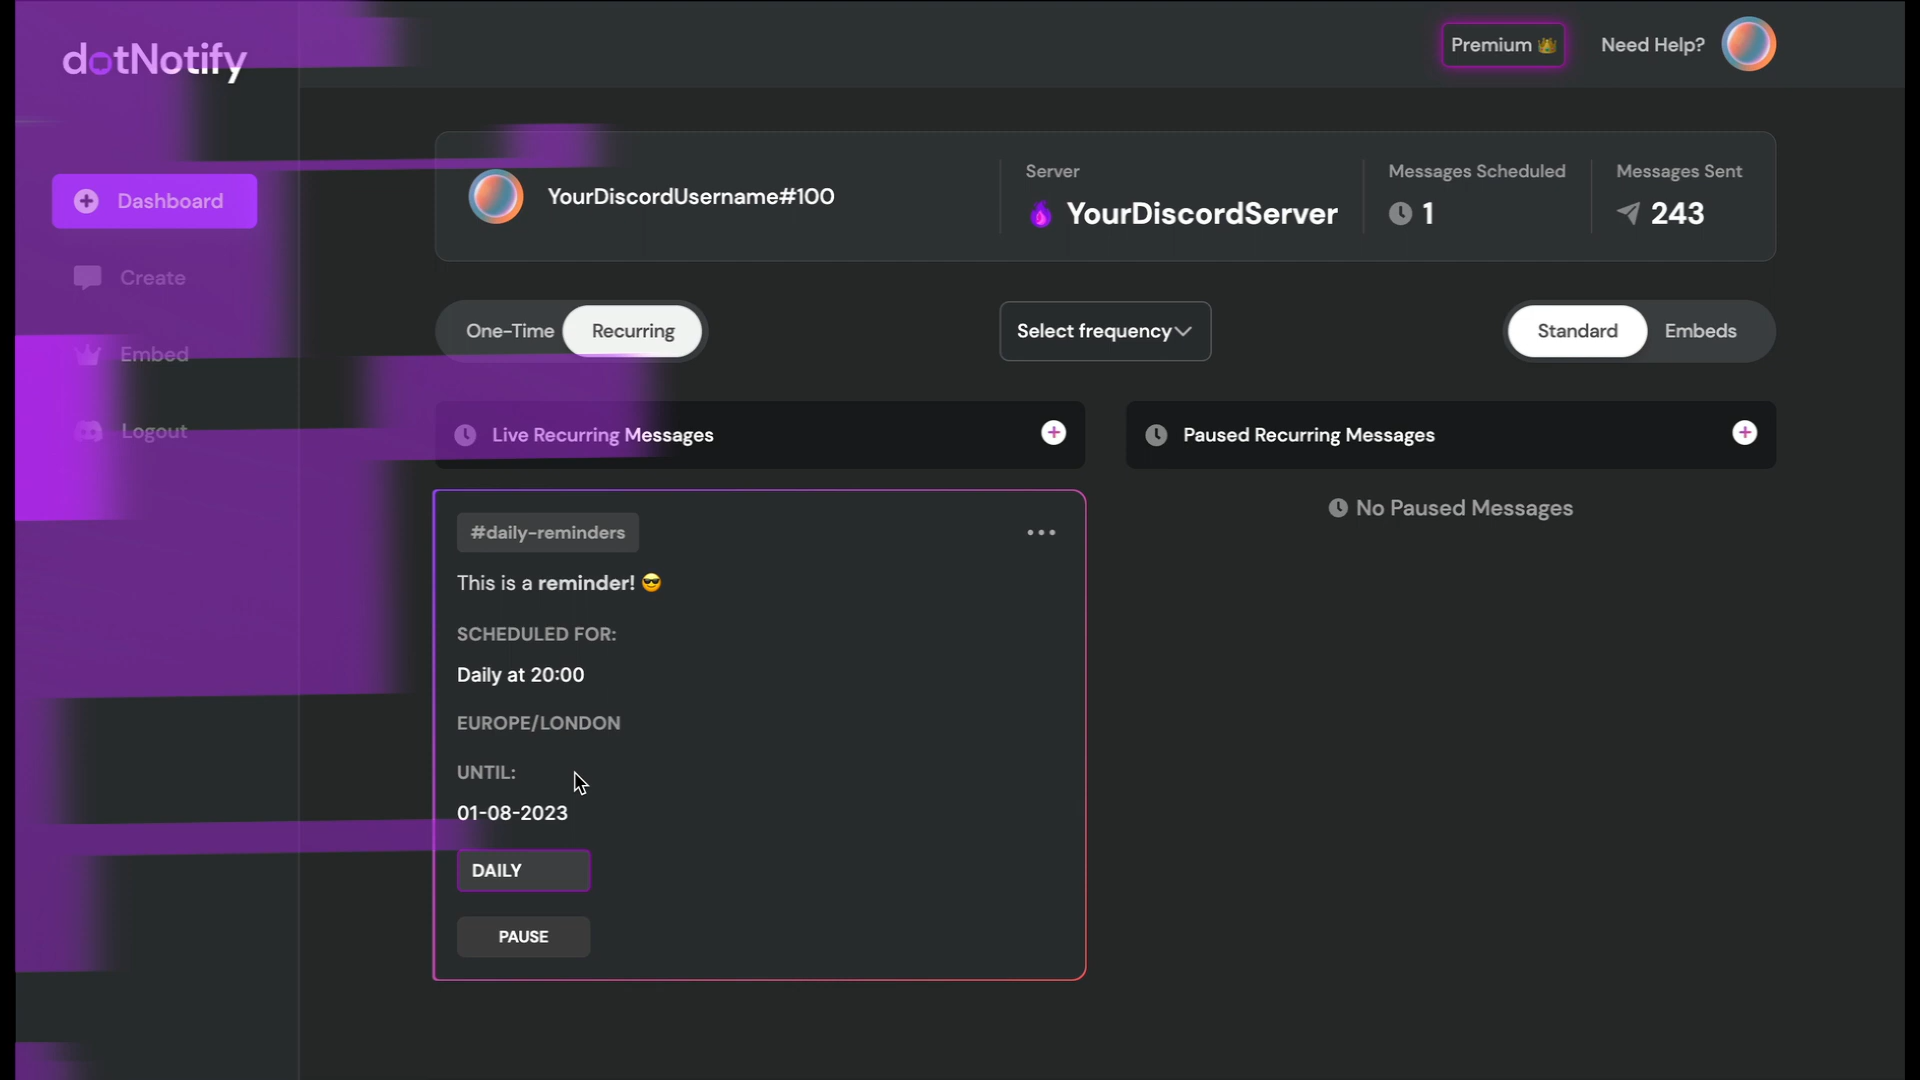 dotNotify
Premium 👑
Need Help?
Dashboard
Create
Embed
Logout
YourDiscordUsername#100
Server
YourDiscordServer
Messages Scheduled
1
Messages Sent
243
One-Time
Recurring
Select frequency
Standard
Embeds
Live Recurring Messages
Paused Recurring Messages
No Paused Messages
#daily-reminders
This is a reminder! 😎
SCHEDULED FOR:
Daily at 20:00
EUROPE/LONDON
UNTIL:
01-08-2023
DAILY
PAUSE